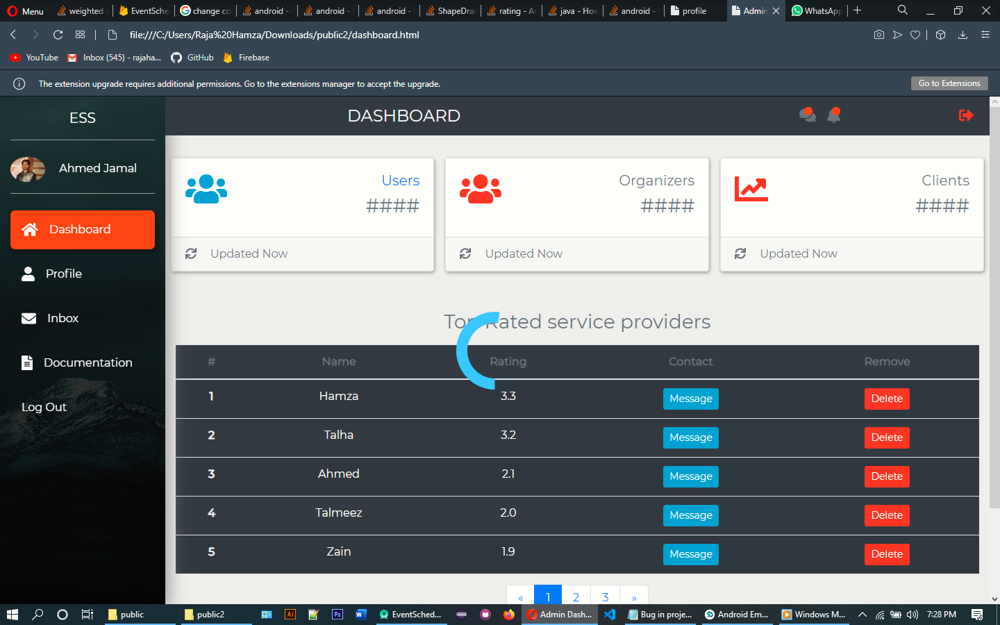 Menu
weighted
EventSche
change co
android -
android -
android -
ShapeDra
rating - A
java - How
android -
profile
Admin
WhatsApp
file:///C:/Users/Raja%20Hamza/Downloads/public2/dashboard.html
YouTube
Inbox (545) - rajaha...
GitHub
Firebase
The extension upgrade requires additional permissions. Go to the extensions manager to accept the upgrade.
Go to Extensions
ESS
DASHBOARD
Ahmed Jamal
Dashboard
Profile
Inbox
Documentation
Log Out
Users
####
Updated Now
Organizers
####
Updated Now
Clients
####
Updated Now
Top Rated service providers
# Name Rating Contact Remove
1 Hamza 3.3 Message Delete
2 Talha 3.2 Message Delete
3 Ahmed 2.1 Message Delete
4 Talmeez 2.0 Message Delete
5 Zain 1.9 Message Delete
« 1 2 3 »
public
public2
Ai
Ps
EventSched...
Admin Dash...
Bug in proje...
Android Em...
Windows M...
7:28 PM